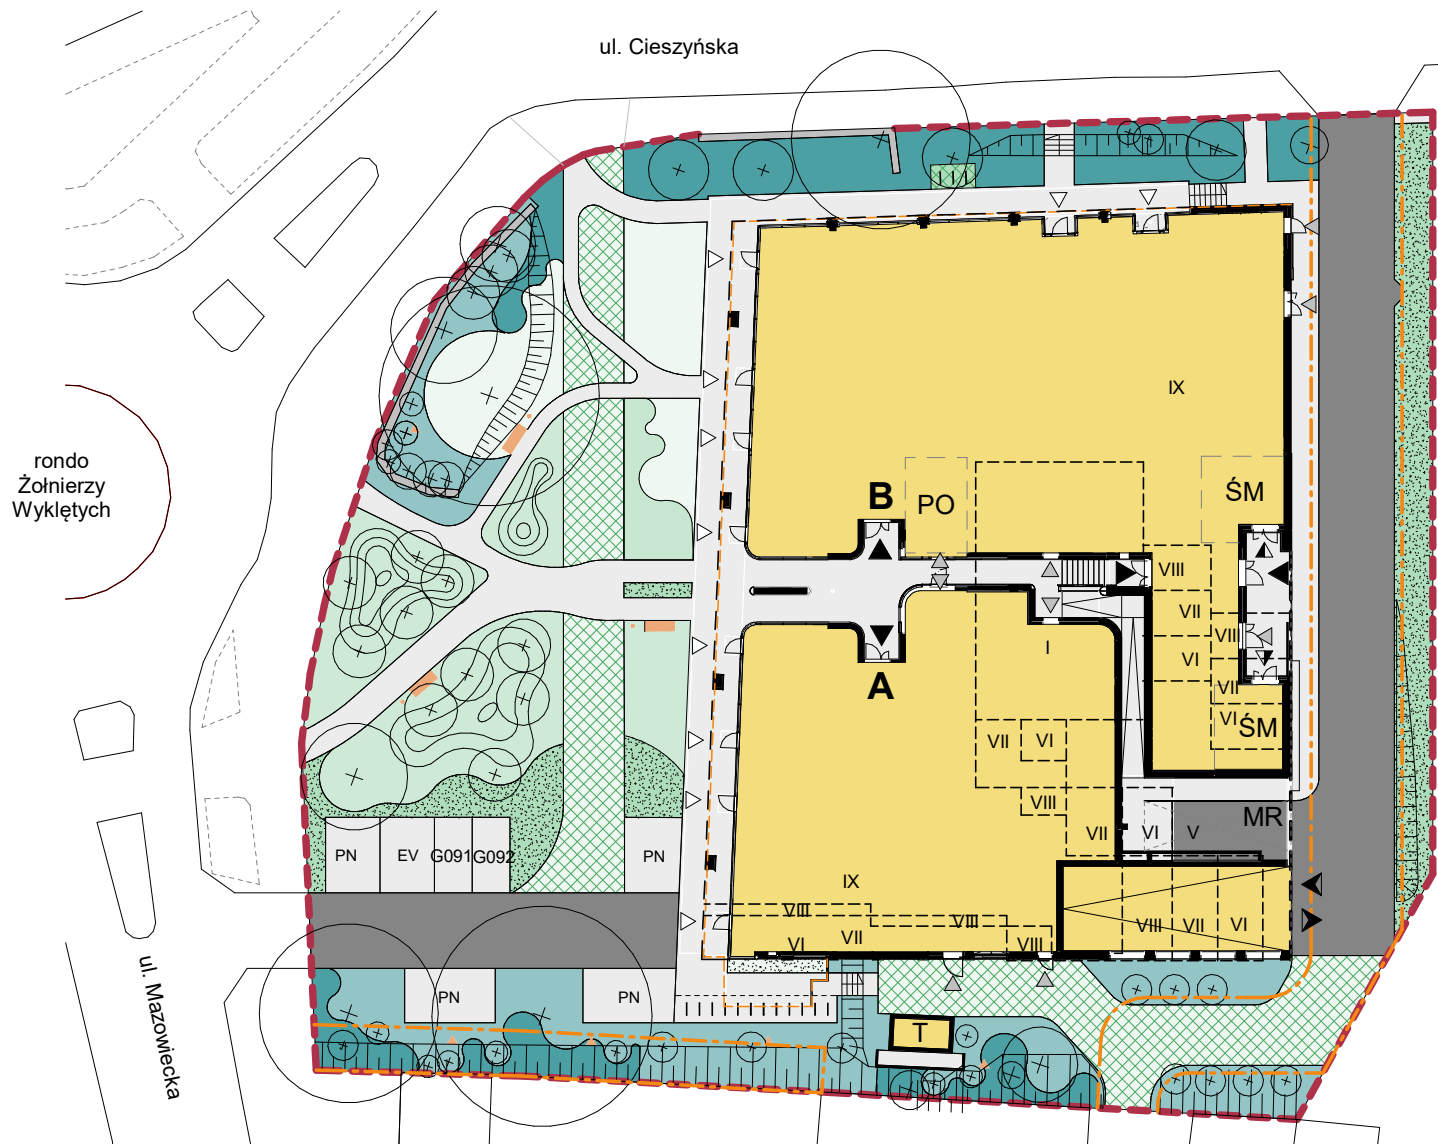 ul. Cieszyńska
rondo
Żołnierzy
Wyklętych
IX
B
PO
ŚM
VIII
VII
VII
I
VI
A
VII
VI
ŚM
VII
VI
VIII
MR
VII
VI
V
PN
EV
G091
G092
PN
IX
VIII
VIII
VIII
VII
VI
VII
VI
VIII
ul. Mazowiecka
PN
PN
T